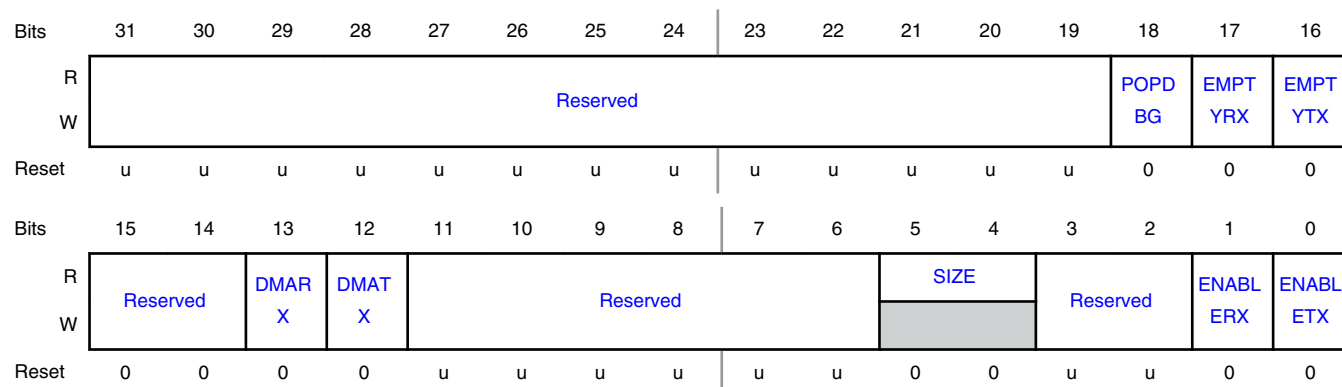 Bits 31 30 29 28 27 26 25 24 23 22 21 20 19 18 17 16
R
W
Reserved
POPD
BG
EMPT
YRX
EMPT
YTX
Reset u u u u u u u u u u u u u 0 0 0
Bits 15 14 13 12 11 10 9 8 7 6 5 4 3 2 1 0
R
W
Reserved
DMAR
X
DMAT
X
Reserved
SIZE
Reserved
ENABL
ERX
ENABL
ETX
Reset 0 0 0 0 u u u u u u 0 0 u u 0 0